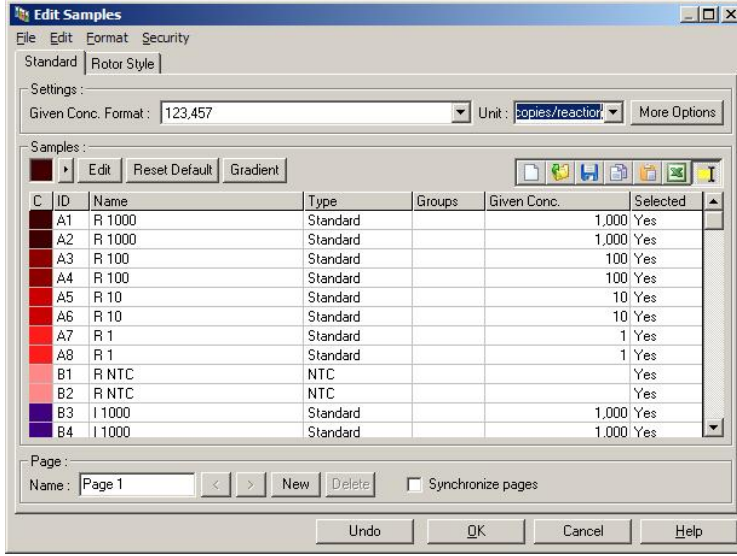 Edit Samples
File Edit Format Security
Standard Rotor Style
Settings :
Given Conc. Format : 123,457 Unit : copies/reaction More Options
Samples :
Edit Reset Default Gradient
C ID Name Type Groups Given Conc. Selected
A1 R 1000 Standard 1,000 Yes
A2 R 1000 Standard 1,000 Yes
A3 R 100 Standard 100 Yes
A4 R 100 Standard 100 Yes
A5 R 10 Standard 10 Yes
A6 R 10 Standard 10 Yes
A7 R 1 Standard 1 Yes
A8 R 1 Standard 1 Yes
B1 R NTC NTC Yes
B2 R NTC NTC Yes
B3 I 1000 Standard 1,000 Yes
B4 I 1000 Standard 1,000 Yes
Page :
Name : Page 1 < > New Delete Synchronize pages
Undo OK Cancel Help